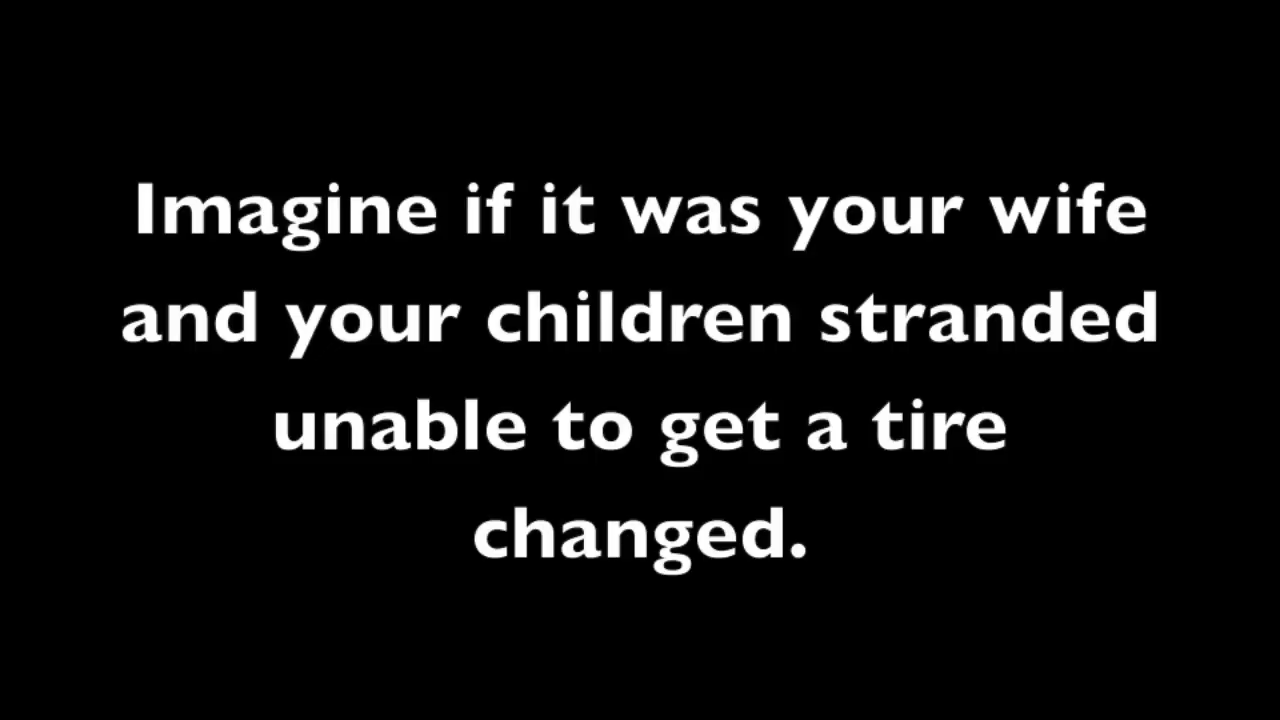 Imagine if it was your wife
and your children stranded
unable to get a tire
changed.